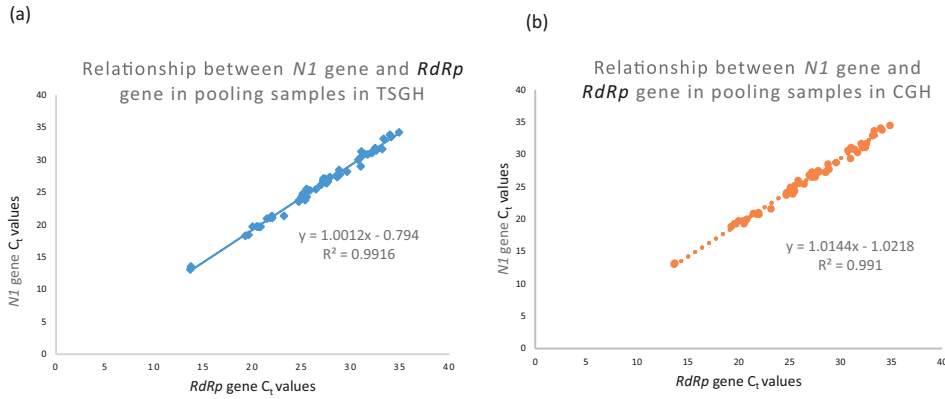 (a)
Relationship between N1 gene and RdRp
gene in pooling samples in TSGH
40
35
30
25
20
15
10
5
0
N1 gene Ct values
y = 1.0012x - 0.794
R² = 0.9916
0 5 10 15 20 25 30 35 40
RdRp gene Ct values
(b)
Relationship between N1 gene and
RdRp gene in pooling samples in CGH
40
35
30
25
20
15
10
5
0
N1 gene Ct values
y = 1.0144x - 1.0218
R² = 0.991
0 5 10 15 20 25 30 35 40
RdRp gene Ct values